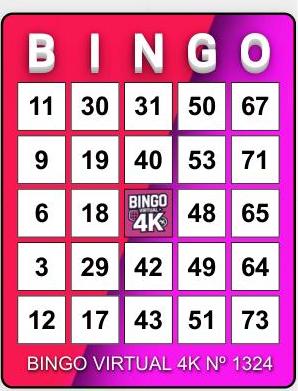 B I N G O
11 30 31 50 67
9 19 40 53 71
6 18 BINGO VIRTUAL 4K 48 65
3 29 42 49 64
12 17 43 51 73
BINGO VIRTUAL 4K Nº 1324